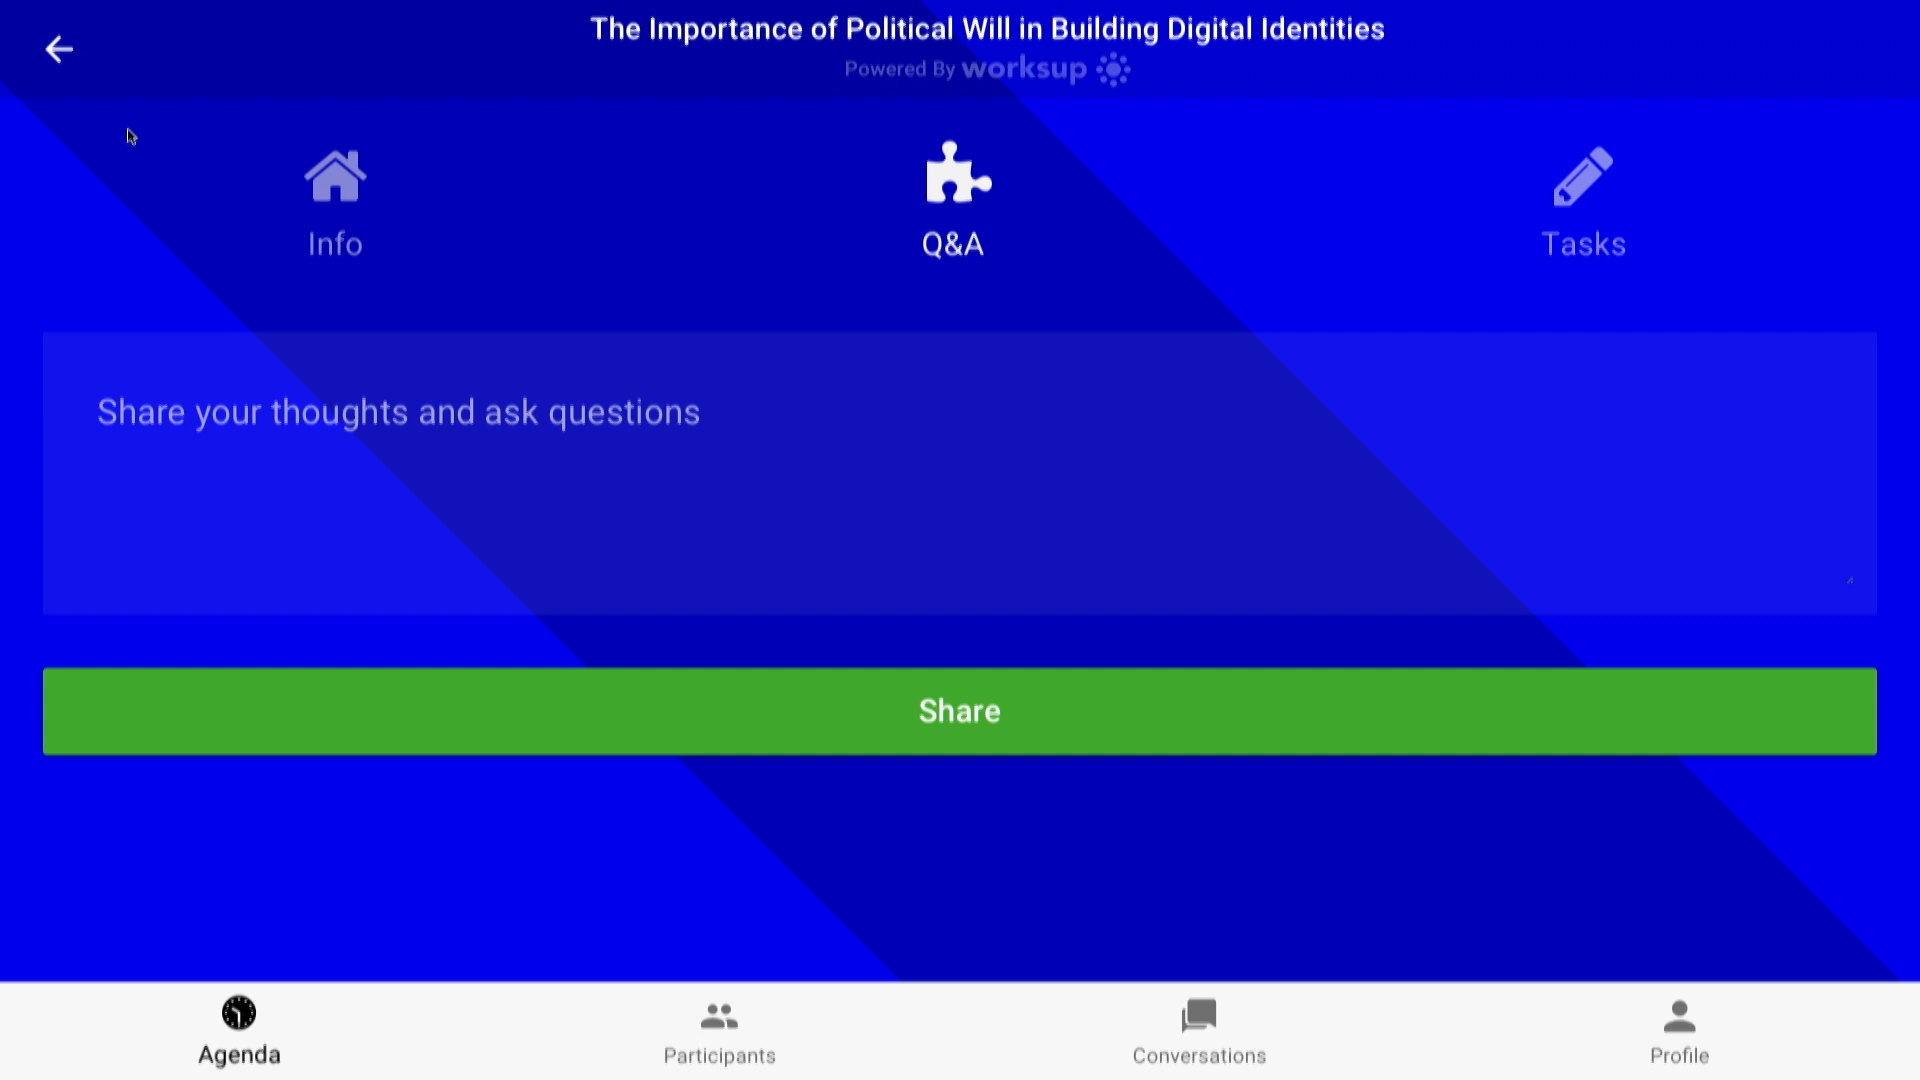 The Importance of Political Will in Building Digital Identities
Powered By worksup
Info
Q&A
Tasks
Share your thoughts and ask questions
Share
Agenda
Participants
Conversations
Profile